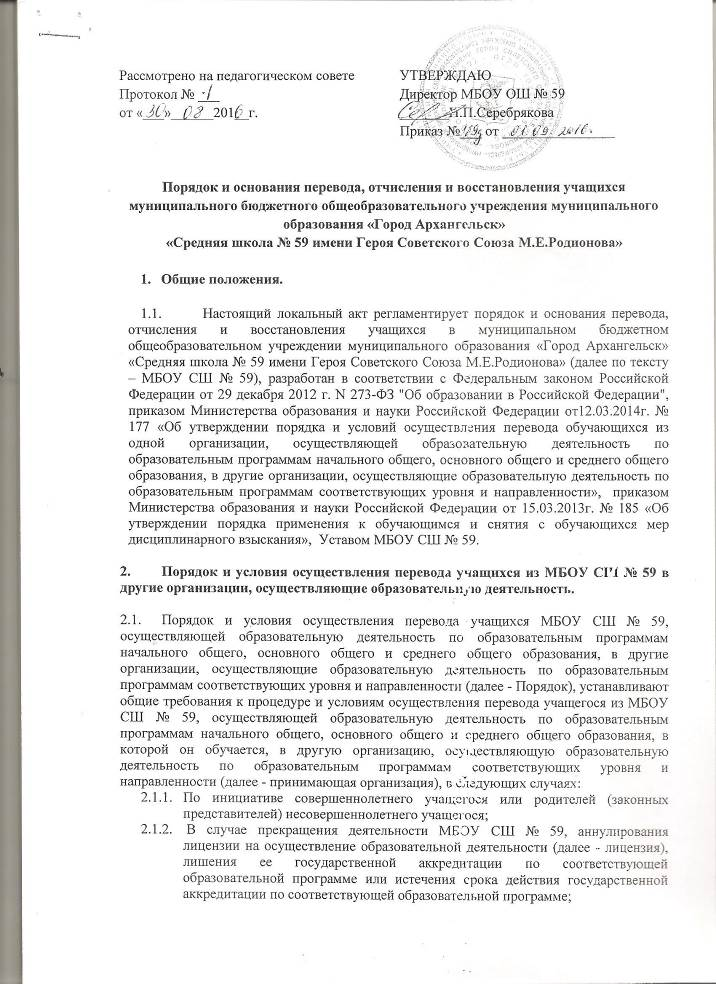 Рассмотрено на педагогическом совете
Протокол № 1
от «30» 08 2016 г.
УТВЕРЖДАЮ
Директор МБОУ ОШ № 59
Н.П.Серебрякова
Приказ № от 01.09.2016
Порядок и основания перевода, отчисления и восстановления учащихся
муниципального бюджетного общеобразовательного учреждения муниципального
образования «Город Архангельск»
«Средняя школа № 59 имени Героя Советского Союза М.Е.Родионова»
1. Общие положения.
1.1. Настоящий локальный акт регламентирует порядок и основания перевода,
отчисления и восстановления учащихся в муниципальном бюджетном
общеобразовательном учреждении муниципального образования «Город Архангельск»
«Средняя школа № 59 имени Героя Советского Союза М.Е.Родионова» (далее по тексту
– МБОУ СШ № 59), разработан в соответствии с Федеральным законом Российской
Федерации от 29 декабря 2012 г. N 273-ФЗ "Об образовании в Российской Федерации",
приказом Министерства образования и науки Российской Федерации от12.03.2014г. №
177 «Об утверждении порядка и условий осуществления перевода обучающихся из
одной организации, осуществляющей образовательную деятельность по
образовательным программам начального общего, основного общего и среднего общего
образования, в другие организации, осуществляющие образовательную деятельность по
образовательным программам соответствующих уровня и направленности», приказом
Министерства образования и науки Российской Федерации от 15.03.2013г. № 185 «Об
утверждении порядка применения к обучающимся и снятия с обучающихся мер
дисциплинарного взыскания», Уставом МБОУ СШ № 59.
2. Порядок и условия осуществления перевода учащихся из МБОУ СШ № 59 в
другие организации, осуществляющие образовательную деятельность.
2.1. Порядок и условия осуществления перевода учащихся МБОУ СШ № 59,
осуществляющей образовательную деятельность по образовательным программам
начального общего, основного общего и среднего общего образования, в другие
организации, осуществляющие образовательную деятельность по образовательным
программам соответствующих уровня и направленности (далее - Порядок), устанавливают
общие требования к процедуре и условиям осуществления перевода учащегося из МБОУ
СШ № 59, осуществляющей образовательную деятельность по образовательным
программам начального общего, основного общего и среднего общего образования, в
которой он обучается, в другую организацию, осуществляющую образовательную
деятельность по образовательным программам соответствующих уровня и
направленности (далее - принимающая организация), в следующих случаях:
2.1.1. По инициативе совершеннолетнего учащегося или родителей (законных
представителей) несовершеннолетнего учащегося;
2.1.2. В случае прекращения деятельности МБОУ СШ № 59, аннулирования
лицензии на осуществление образовательной деятельности (далее - лицензия),
лишения ее государственной аккредитации по соответствующей
образовательной программе или истечения срока действия государственной
аккредитации по соответствующей образовательной программе;